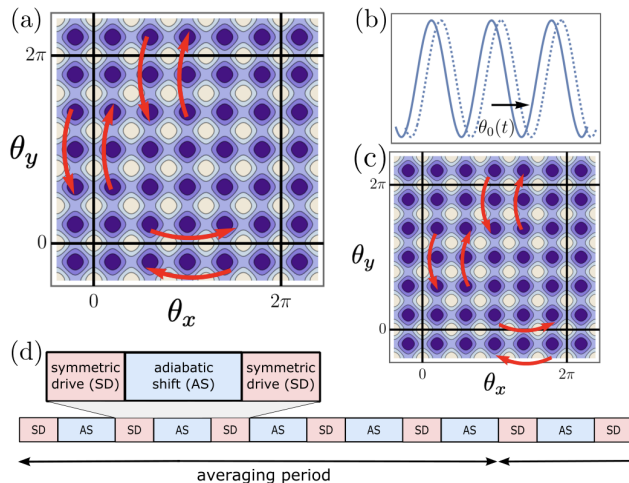 (a)
2π
θy
0
0
θx
2π
(b)
θ0(t)
(c)
2π
θy
0
0
θx
2π
(d)
symmetric drive (SD)
adiabatic shift (AS)
symmetric drive (SD)
SD AS SD AS SD AS SD AS SD AS SD AS SD
averaging period